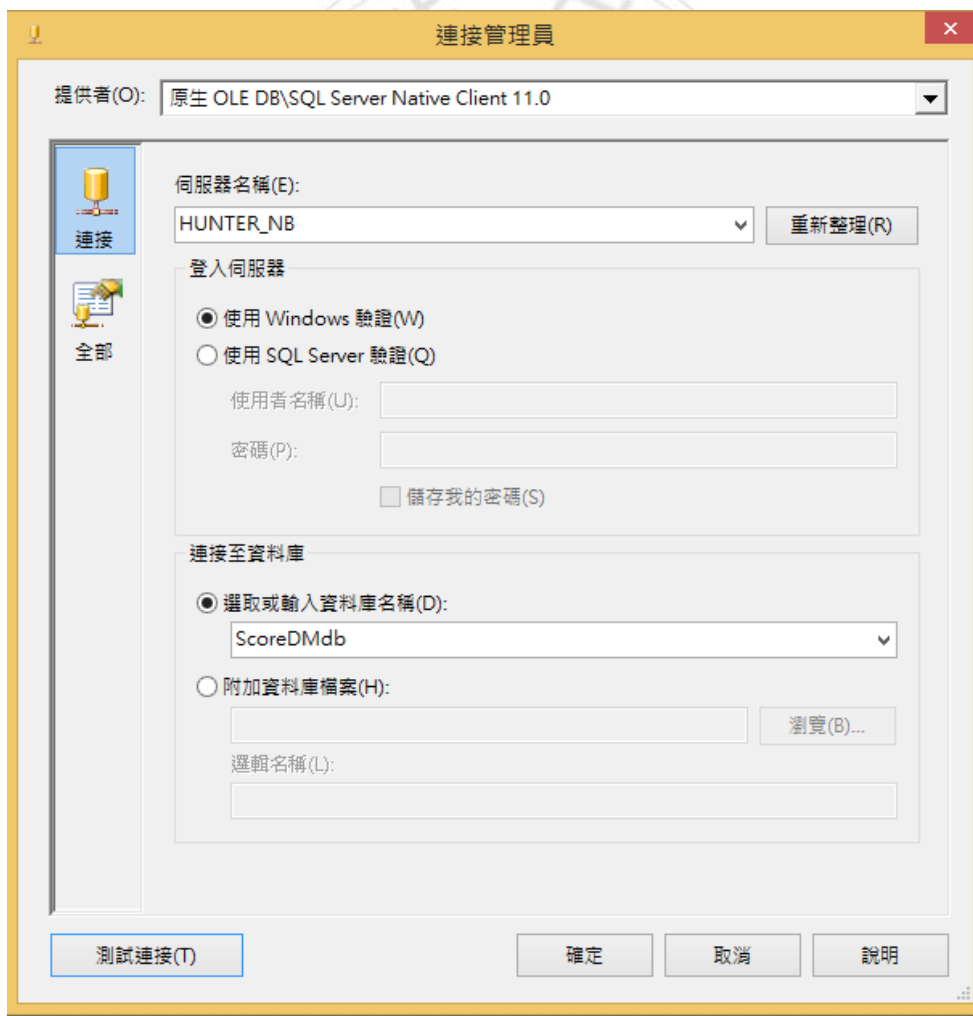 連接管理員
提供者(O): 原生 OLE DB\SQL Server Native Client 11.0
連接
全部
伺服器名稱(E):
HUNTER_NB 重新整理(R)
登入伺服器
使用 Windows 驗證(W)
使用 SQL Server 驗證(Q)
使用者名稱(U):
密碼(P):
儲存我的密碼(S)
連接至資料庫
選取或輸入資料庫名稱(D):
ScoreDMdb
附加資料庫檔案(H):
瀏覽(B)...
邏輯名稱(L):
測試連接(T) 確定 取消 說明